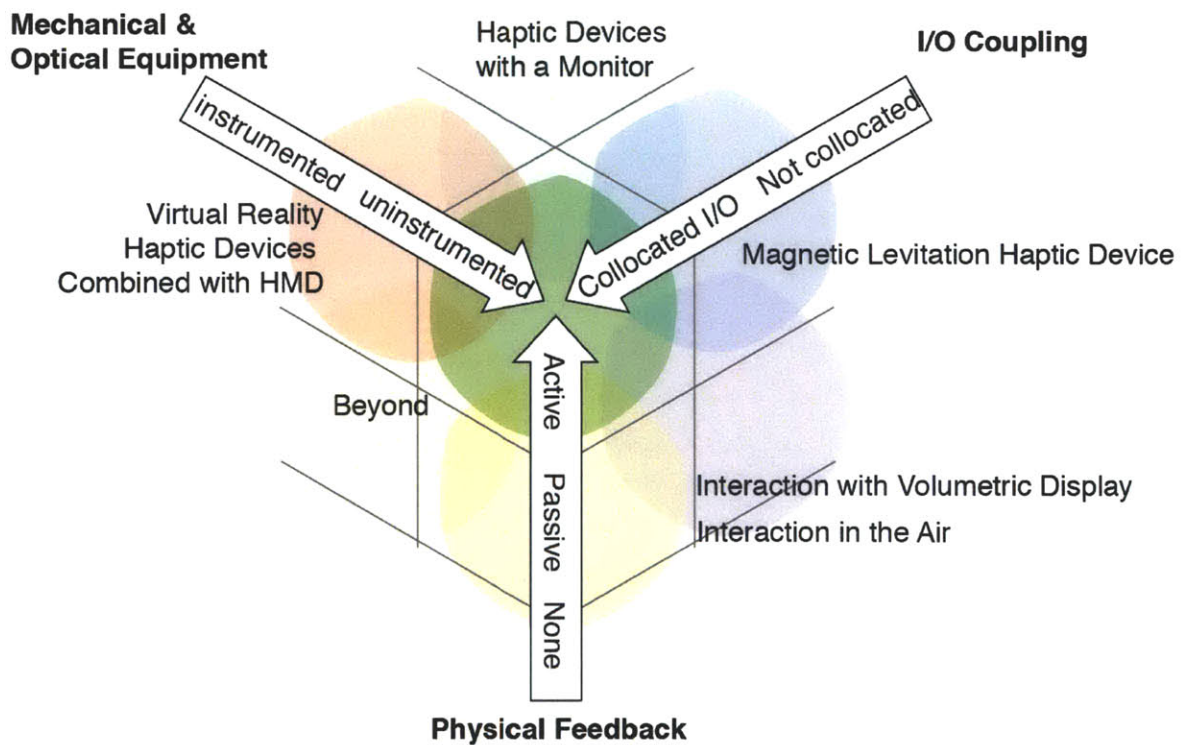 Mechanical &
Optical Equipment
Haptic Devices
with a Monitor
I/O Coupling
instrumented uninstrumented
Collocated I/O Not collocated
Virtual Reality
Haptic Devices
Combined with HMD
Magnetic Levitation Haptic Device
Beyond
Active Passive None
Interaction with Volumetric Display
Interaction in the Air
Physical Feedback